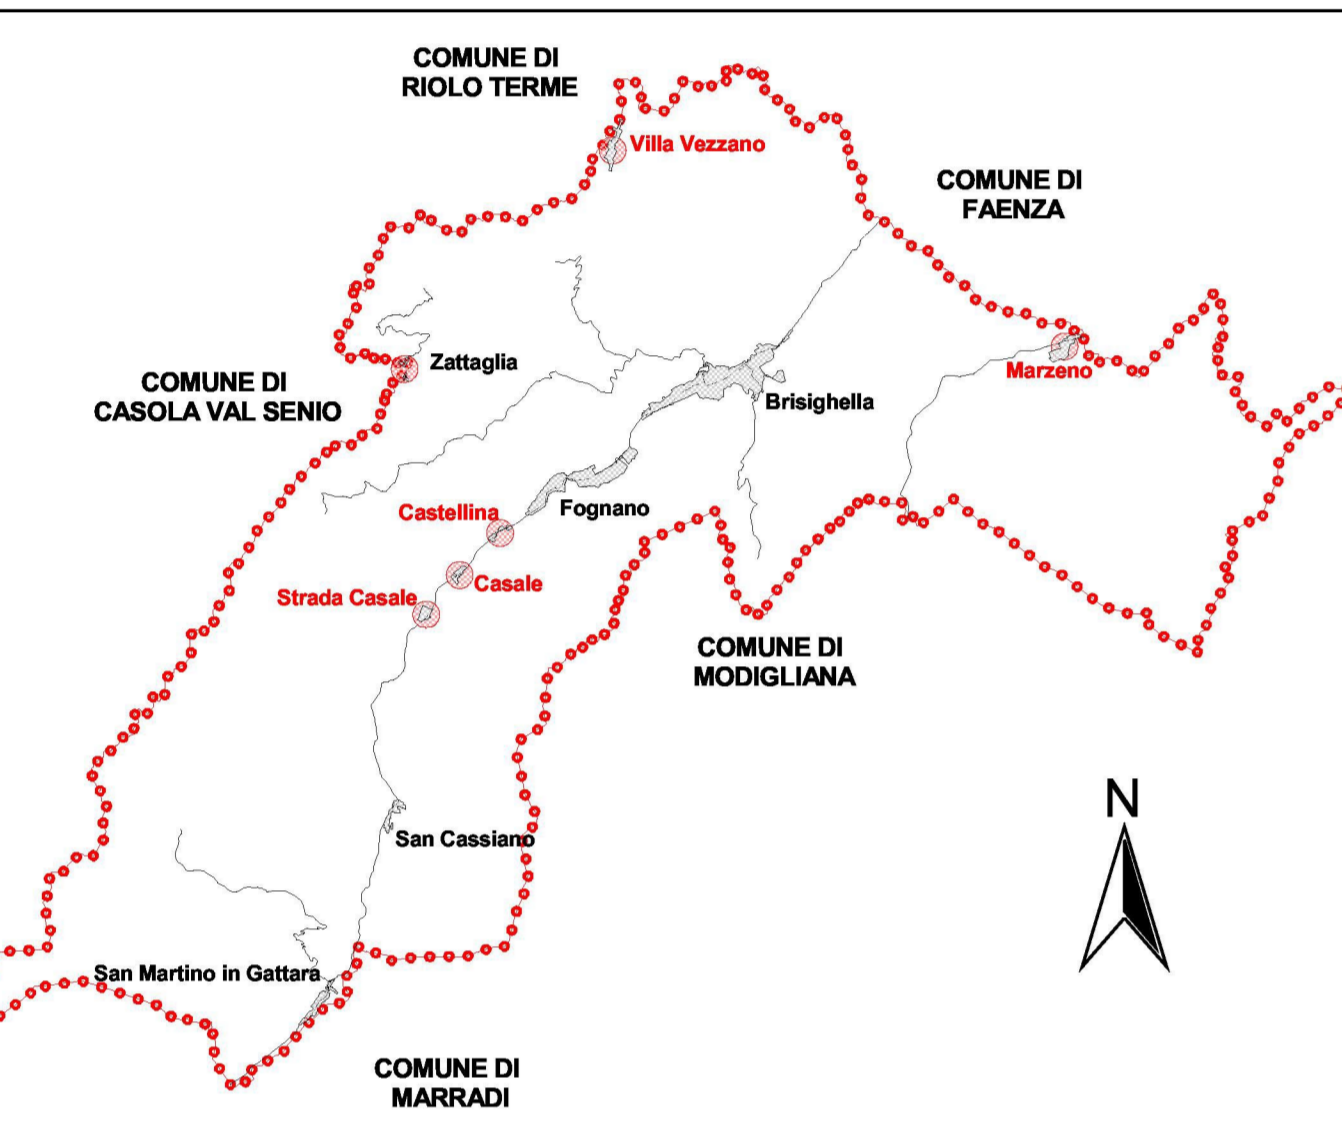 COMUNE DI
RIOLO TERME
Villa Vezzano
COMUNE DI
FAENZA
Zattaglia
Marzeno
COMUNE DI
CASOLA VAL SENIO
Brisighella
Castellina
Fognano
Casale
Strada Casale
COMUNE DI
MODIGLIANA
N
San Cassiano
San Martino in Gattara
COMUNE DI
MARRADI